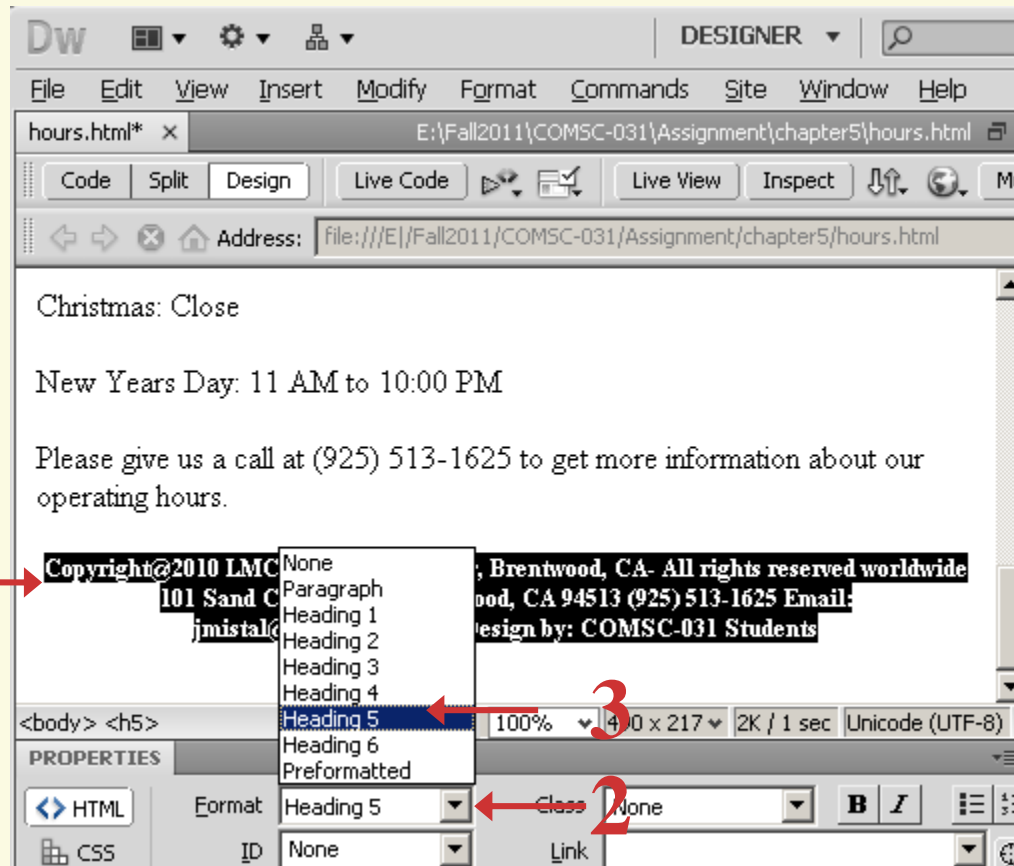 Dw DESIGNER
File Edit View Insert Modify Format Commands Site Window Help
hours.html* × E:\Fall2011\COMSC-031\Assignment\chapter5\hours.html
Code Split Design Live Code Live View Inspect
Address: file:///E|/Fall2011/COMSC-031/Assignment/chapter5/hours.html
Christmas: Close
New Years Day: 11 AM to 10:00 PM
Please give us a call at (925) 513-1625 to get more information about our
operating hours.
Copyright@2010 LMC , Brentwood, CA- All rights reserved worldwide
101 Sand CA 94513 (925) 513-1625 Email:
by: COMSC-031 Students
None
Paragraph
Heading 1
Heading 2
Heading 3
Heading 4
Heading 5
Heading 6
Preformatted
3
<body> <h5> 100% 2K / 1 sec Unicode (UTF-8)
PROPERTIES
<> HTML Format Heading 5 2 Class None B I
CSS ID None Link